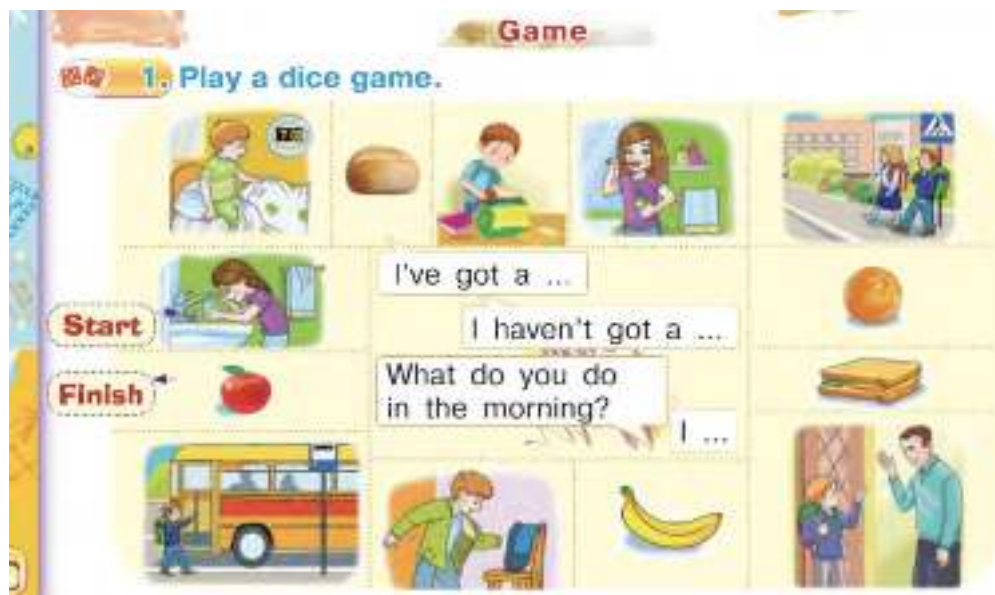 Game
1. Play a dice game.
I've got a ...
Start
I haven't got a ...
What do you do
Finish
in the morning?
I ...